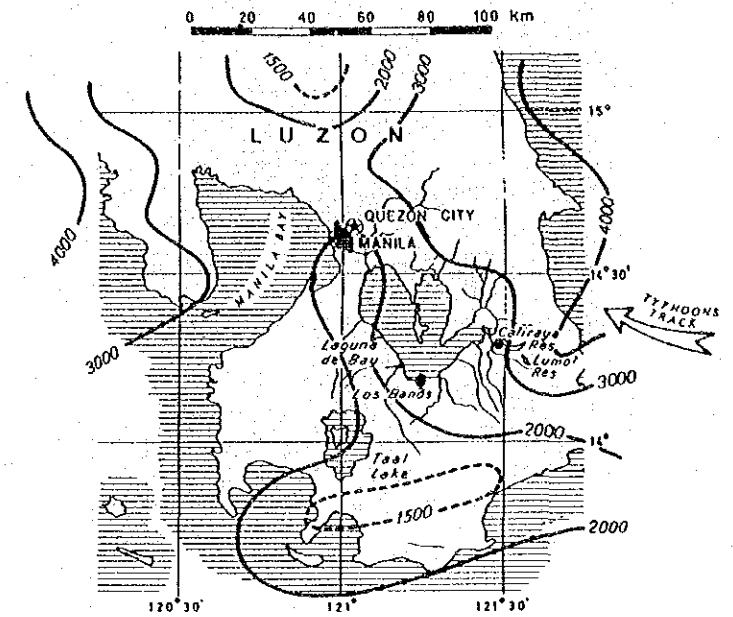 0 20 40 60 80 100 Km
1500
2000
3000
15°
LUZON
4000
4000
QUEZON CITY
MANILA
MANILA BAY
14°30'
TYPHOONS
TRACK
Caliraya
Res
Lumot
Res
3000
Laguna
de Bay
Los Banos
3000
2000
14°
Taal
Lake
1500
2000
120°30'
121°
121°30'